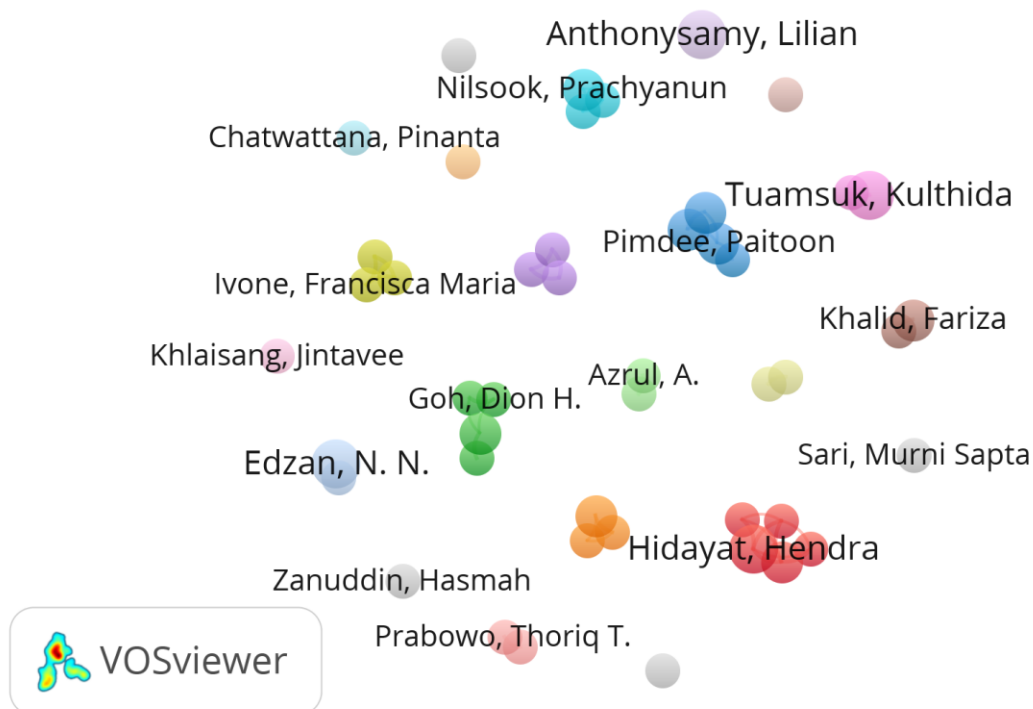 Anthonysamy, Lilian
Nilsook, Prachyanun
Chatwattana, Pinanta
Tuamsuk, Kulthida
Pimdee, Paitoon
Ivone, Francisca Maria
Khalid, Fariza
Khlaisang, Jintavee
Azrul, A.
Goh, Dion H.
Edzan, N. N.
Sari, Murni Sapta
Hidayat, Hendra
Zanuddin, Hasmah
Prabowo, Thoriq T.
VOSviewer